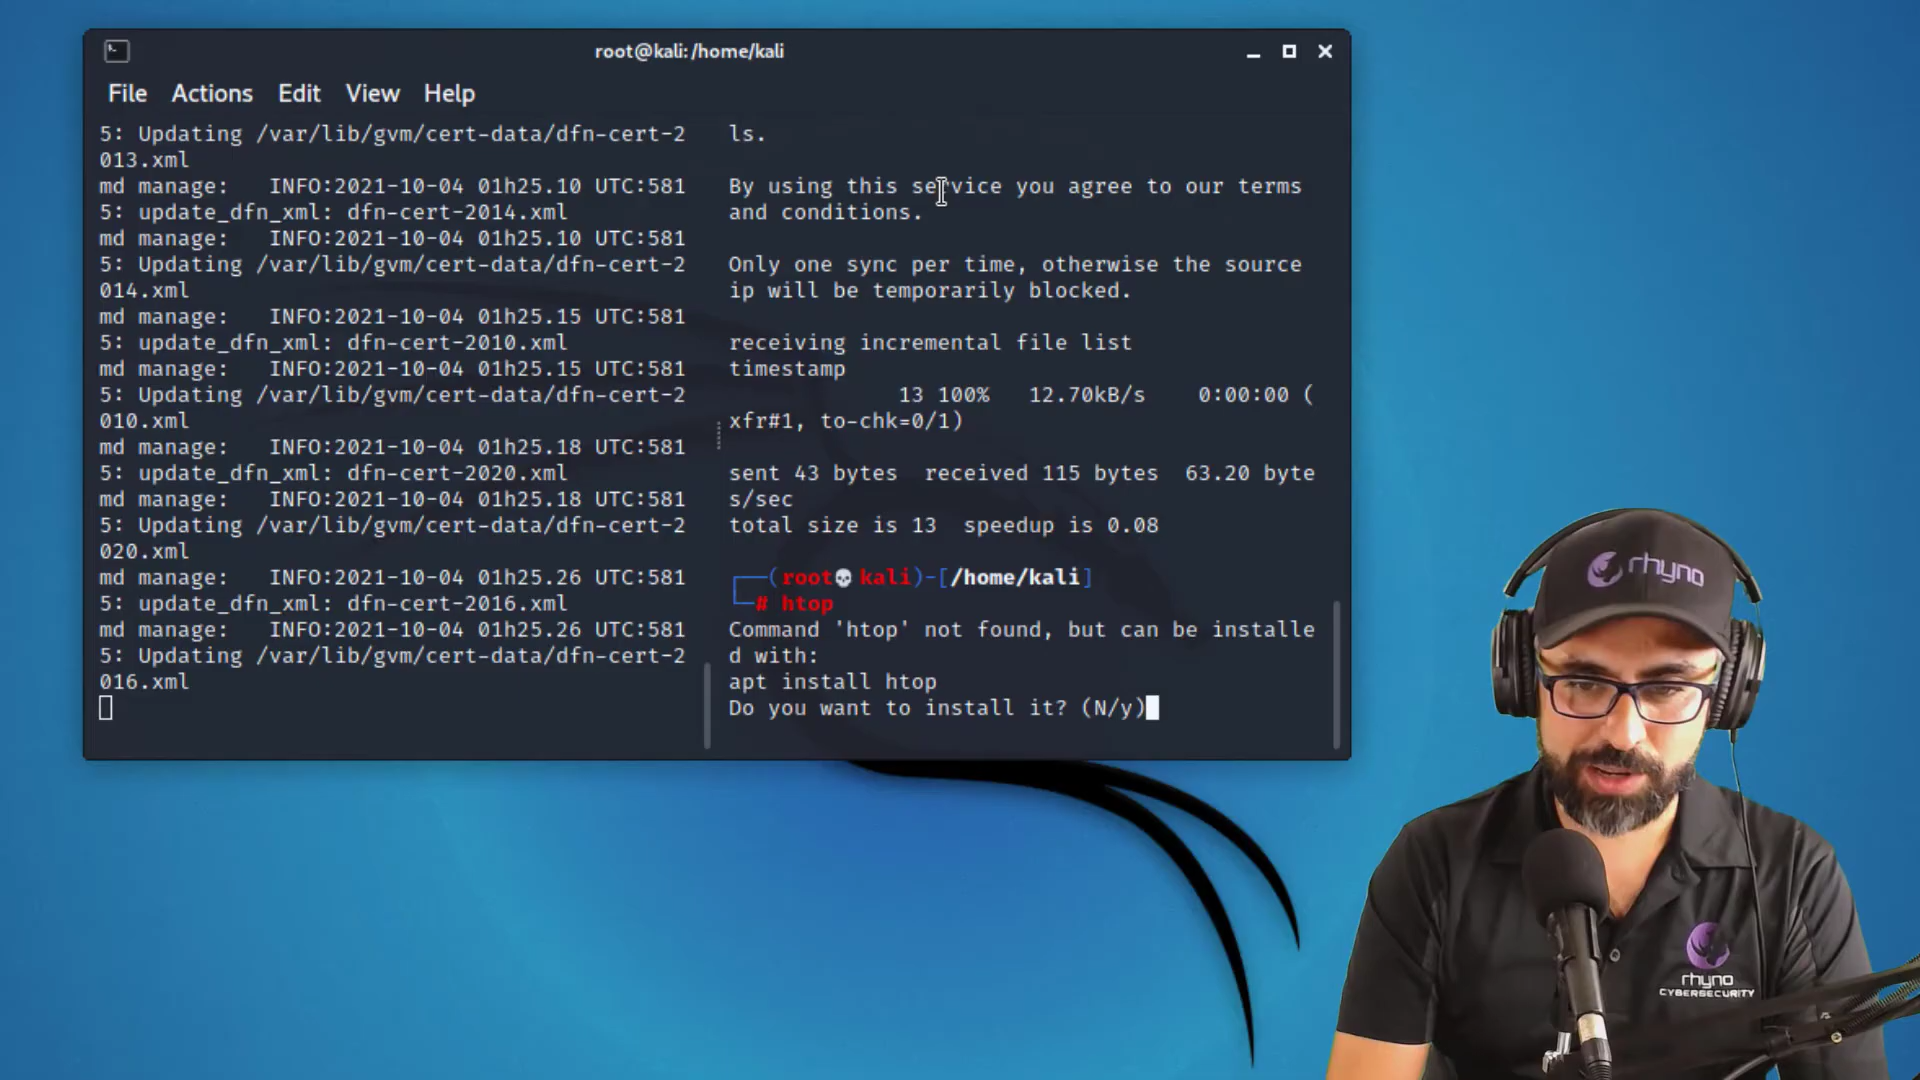 root@kali:/home/kali
File Actions Edit View Help
5: Updating /var/lib/gvm/cert-data/dfn-cert-2
013.xml
md manage:   INFO:2021-10-04 01h25.10 UTC:581
5: update_dfn_xml: dfn-cert-2014.xml
md manage:   INFO:2021-10-04 01h25.10 UTC:581
5: Updating /var/lib/gvm/cert-data/dfn-cert-2
014.xml
md manage:   INFO:2021-10-04 01h25.15 UTC:581
5: update_dfn_xml: dfn-cert-2010.xml
md manage:   INFO:2021-10-04 01h25.15 UTC:581
5: Updating /var/lib/gvm/cert-data/dfn-cert-2
010.xml
md manage:   INFO:2021-10-04 01h25.18 UTC:581
5: update_dfn_xml: dfn-cert-2020.xml
md manage:   INFO:2021-10-04 01h25.18 UTC:581
5: Updating /var/lib/gvm/cert-data/dfn-cert-2
020.xml
md manage:   INFO:2021-10-04 01h25.26 UTC:581
5: update_dfn_xml: dfn-cert-2016.xml
md manage:   INFO:2021-10-04 01h25.26 UTC:581
5: Updating /var/lib/gvm/cert-data/dfn-cert-2
016.xml
ls.
By using this service you agree to our terms
and conditions.
Only one sync per time, otherwise the source
ip will be temporarily blocked.
receiving incremental file list
timestamp
13 100%   12.70kB/s    0:00:00 (
xfr#1, to-chk=0/1)
sent 43 bytes  received 115 bytes  63.20 byte
s/sec
total size is 13  speedup is 0.08
┌──(root💀kali)-[/home/kali]
└─# htop
Command 'htop' not found, but can be installe
d with:
apt install htop
Do you want to install it? (N/y)
rhyno
rhyno
CYBERSECURITY